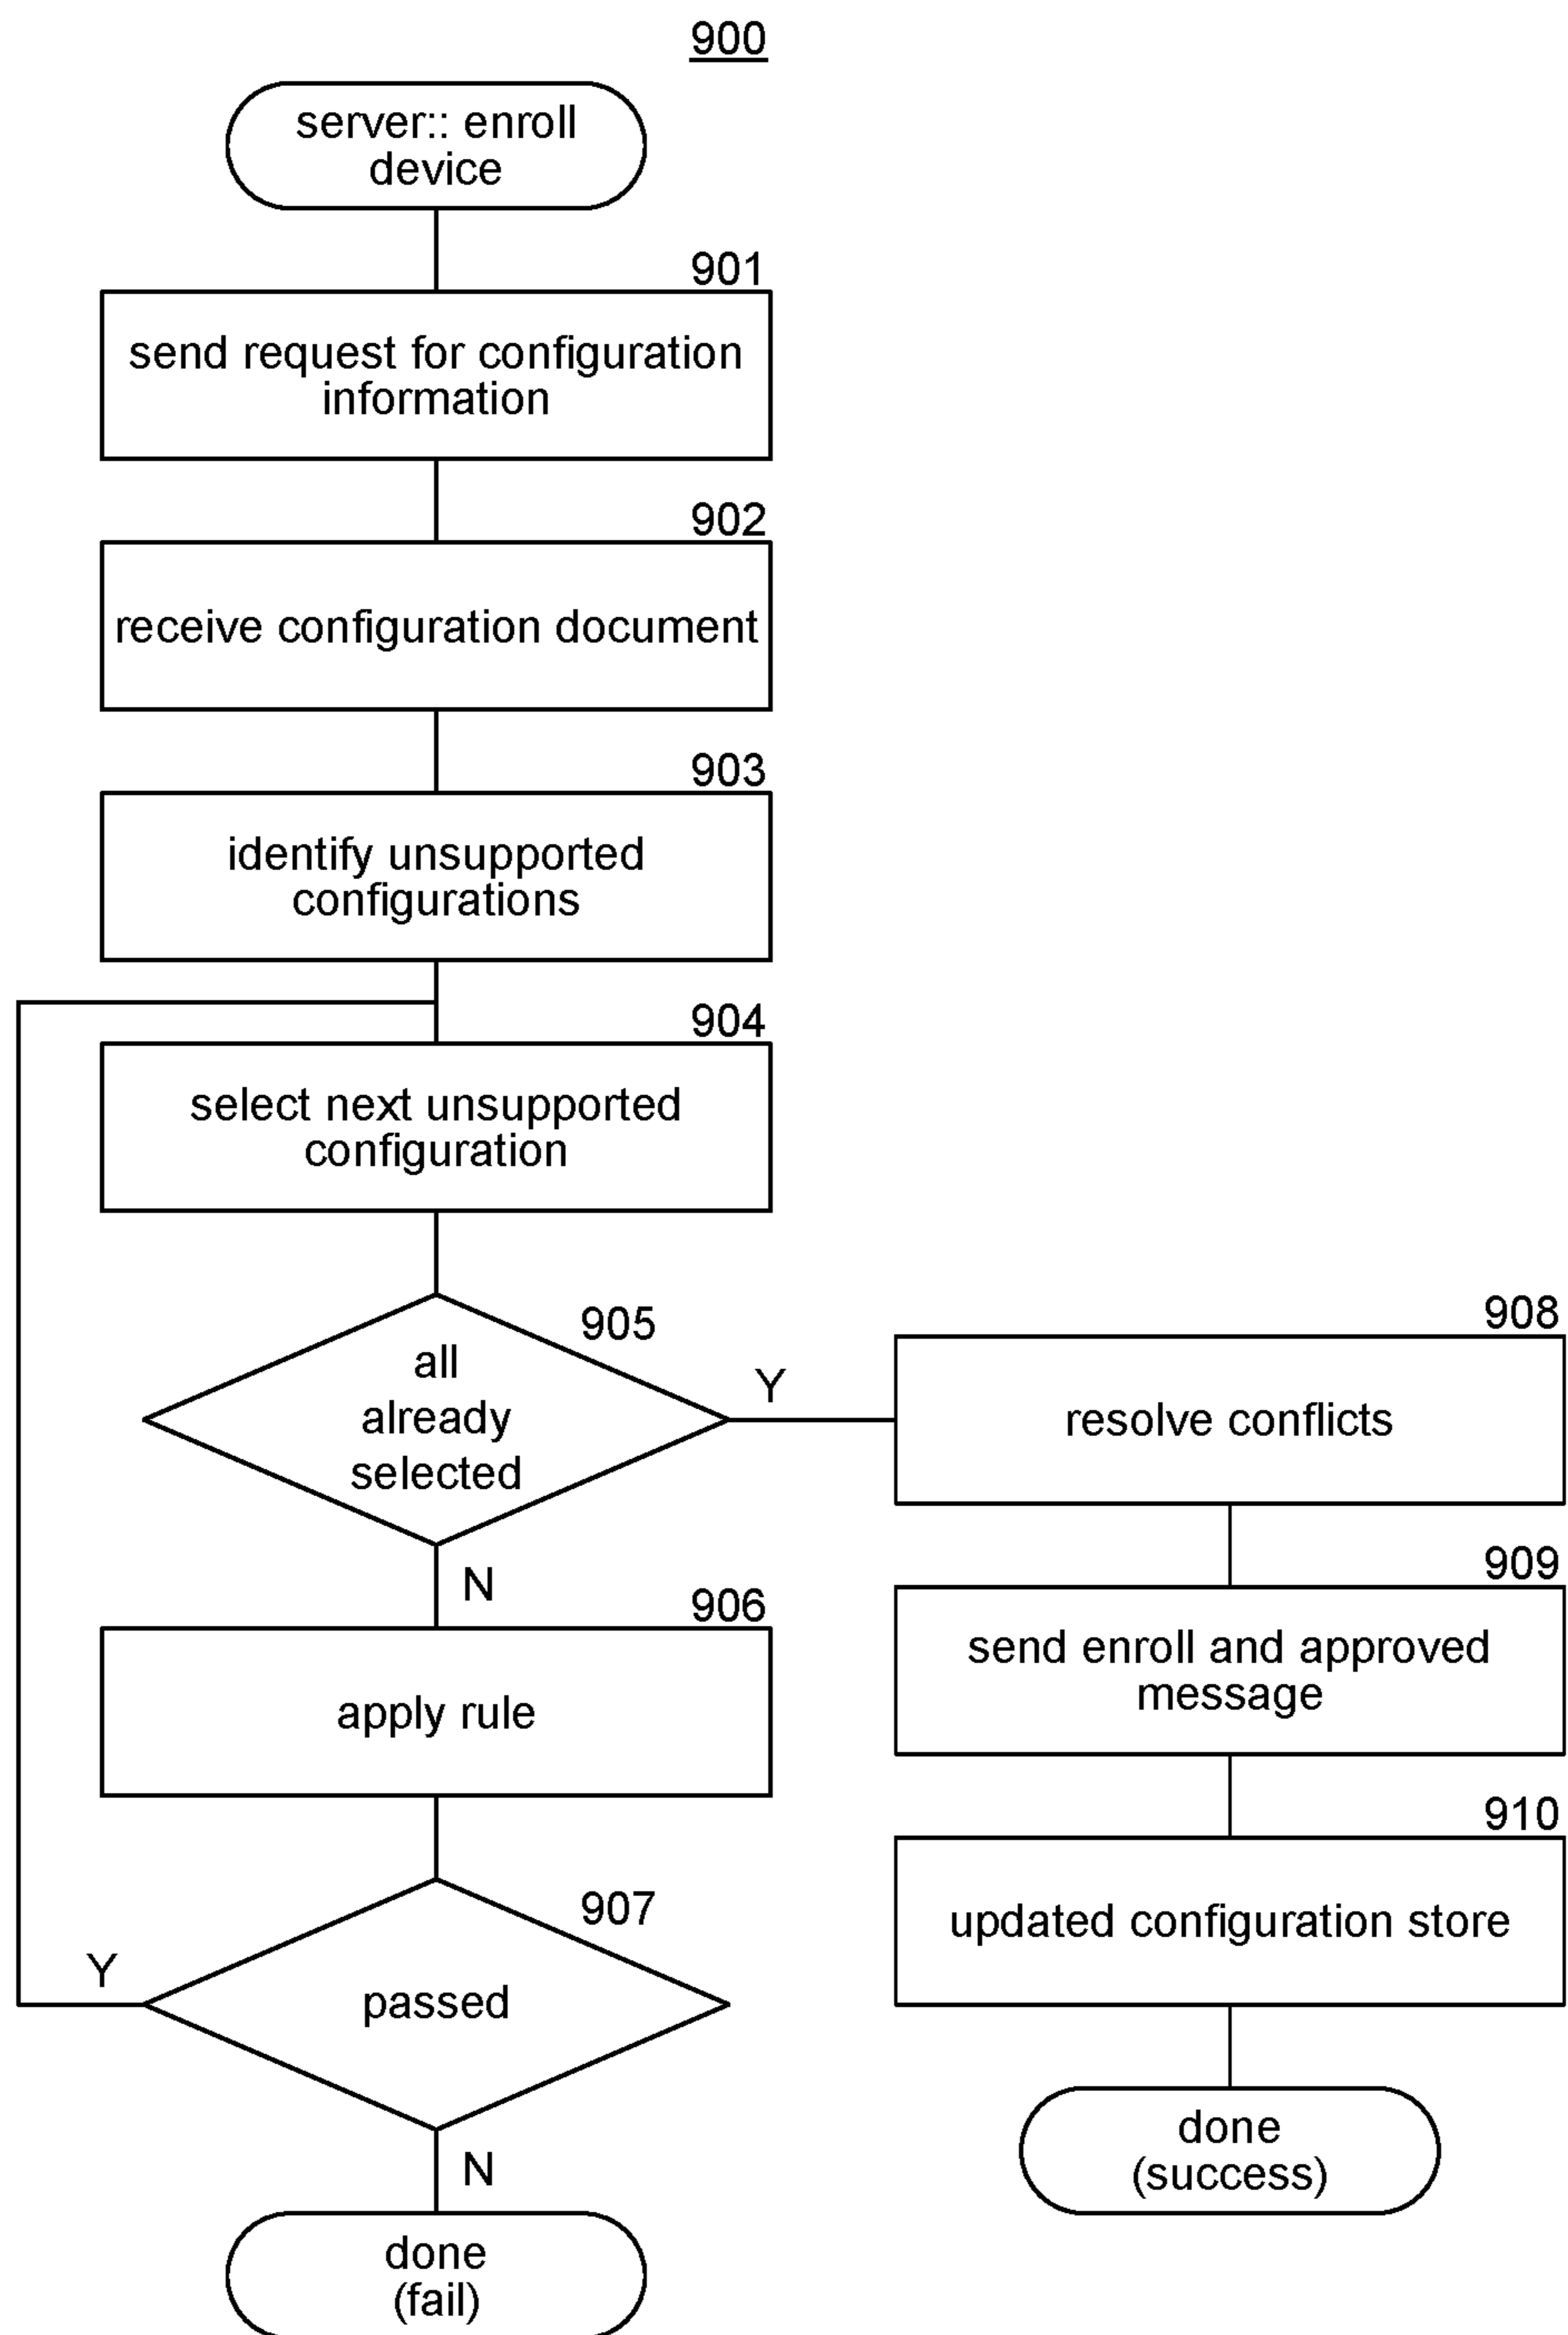 900
server:: enroll
device
901
send request for configuration
information
902
receive configuration document
903
identify unsupported
configurations
904
select next unsupported
configuration
905
all
already
selected
Y
N
906
apply rule
907
passed
Y
N
done
(fail)
908
resolve conflicts
909
send enroll and approved
message
910
updated configuration store
done
(success)